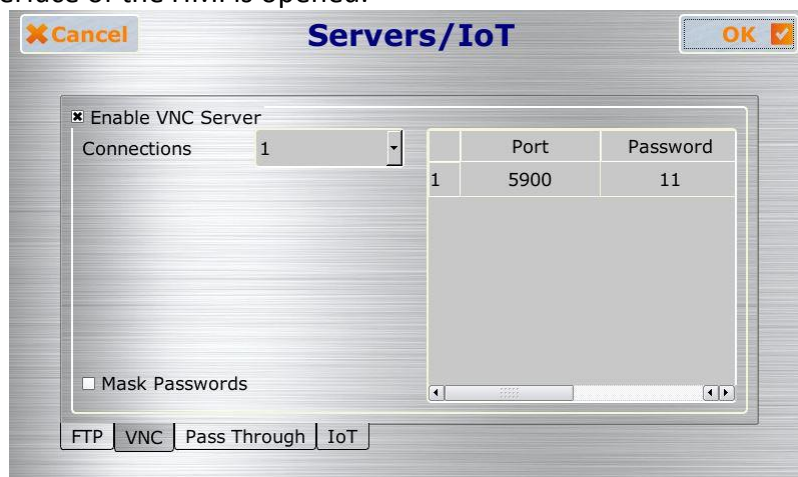 Cancel
Servers/IoT
OK
Enable VNC Server
Connections
1
Port
Password
1
5900
11
Mask Passwords
FTP
VNC
Pass Through
IoT